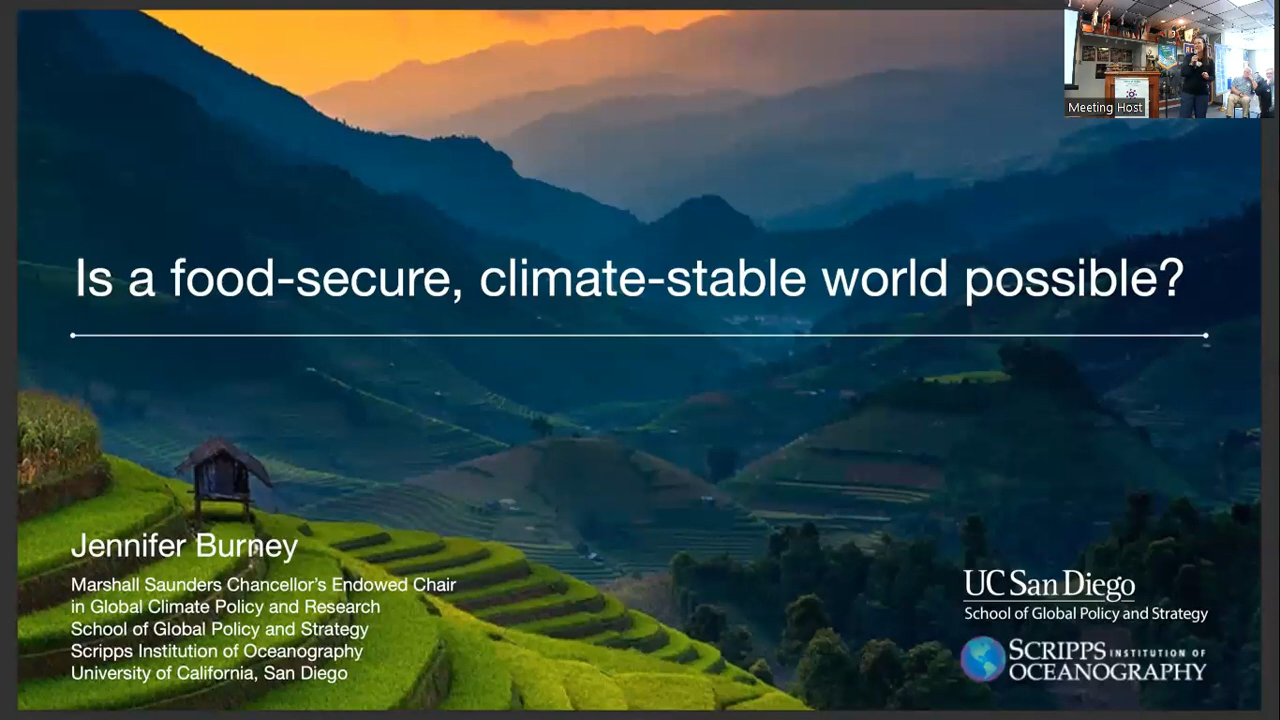 Meeting Host
Is a food-secure, climate-stable world possible?
Jennifer Burney
Marshall Saunders Chancellor's Endowed Chair
in Global Climate Policy and Research
School of Global Policy and Strategy
Scripps Institution of Oceanography
University of California, San Diego
UC San Diego
School of Global Policy and Strategy
SCRIPPS INSTITUTION OF
OCEANOGRAPHY